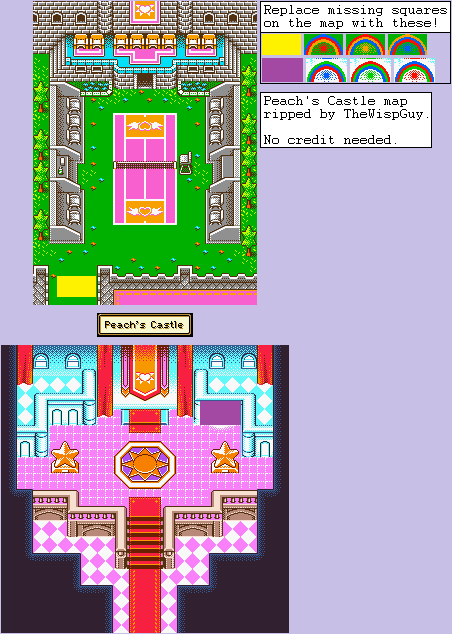 Replace missing squares
on the map with these!
Peach's Castle map
ripped by TheWispGuy.
No credit needed.
Peach's Castle